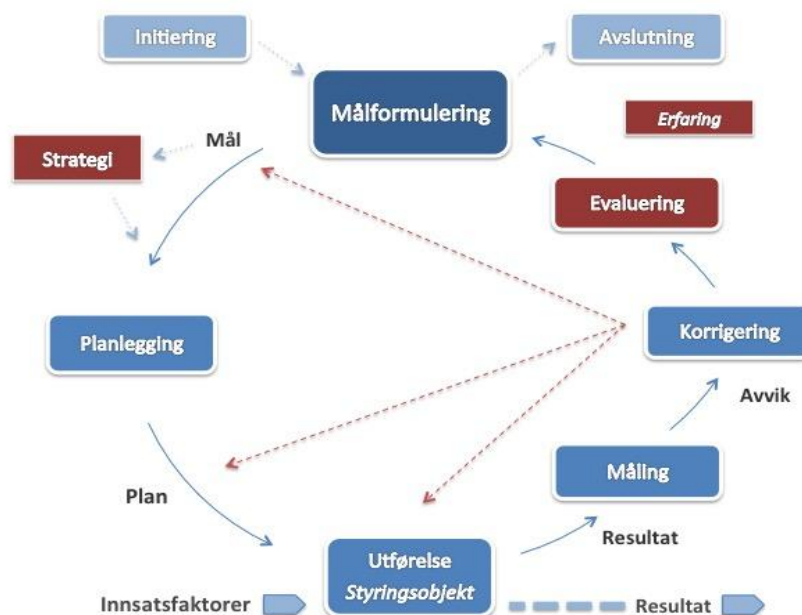 Initiering
Avslutning
Målformulering
Erfaring
Mål
Strategi
Evaluering
Planlegging
Korrigering
Avvik
Måling
Plan
Resultat
Utførelse
Styringsobjekt
Innsatsfaktorer
Resultat